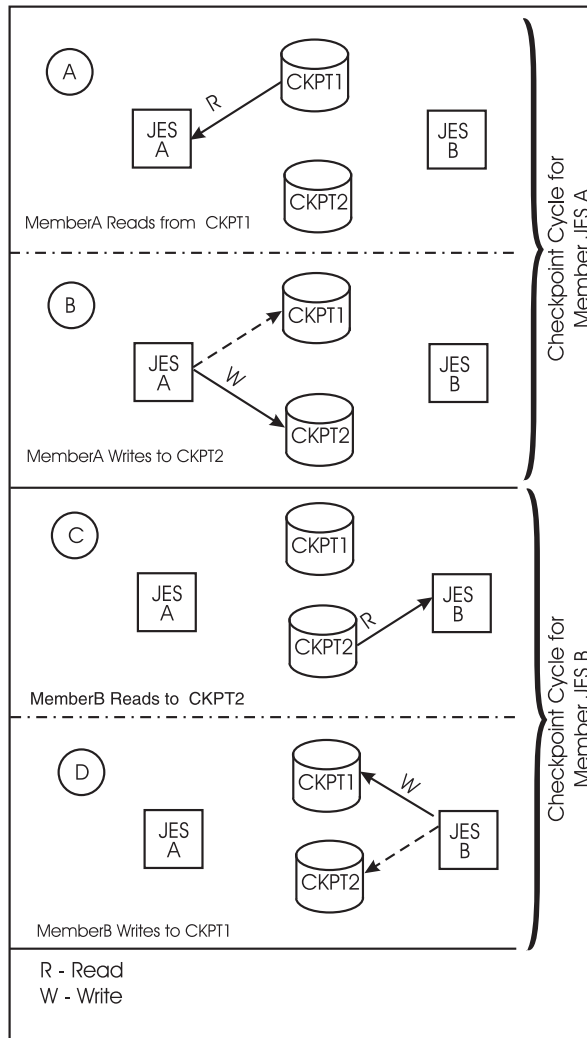 A
CKPT1
R
JES
A
JES
B
CKPT2
MemberA Reads from CKPT1
B
CKPT1
JES
A
JES
B
W
CKPT2
MemberA Writes to CKPT2
Checkpoint Cycle for
Member JES A
C
CKPT1
JES
A
JES
B
R
CKPT2
MemberB Reads to CKPT2
D
CKPT1
W
JES
A
JES
B
CKPT2
MemberB Writes to CKPT1
Checkpoint Cycle for
Member JES B
R - Read
W - Write